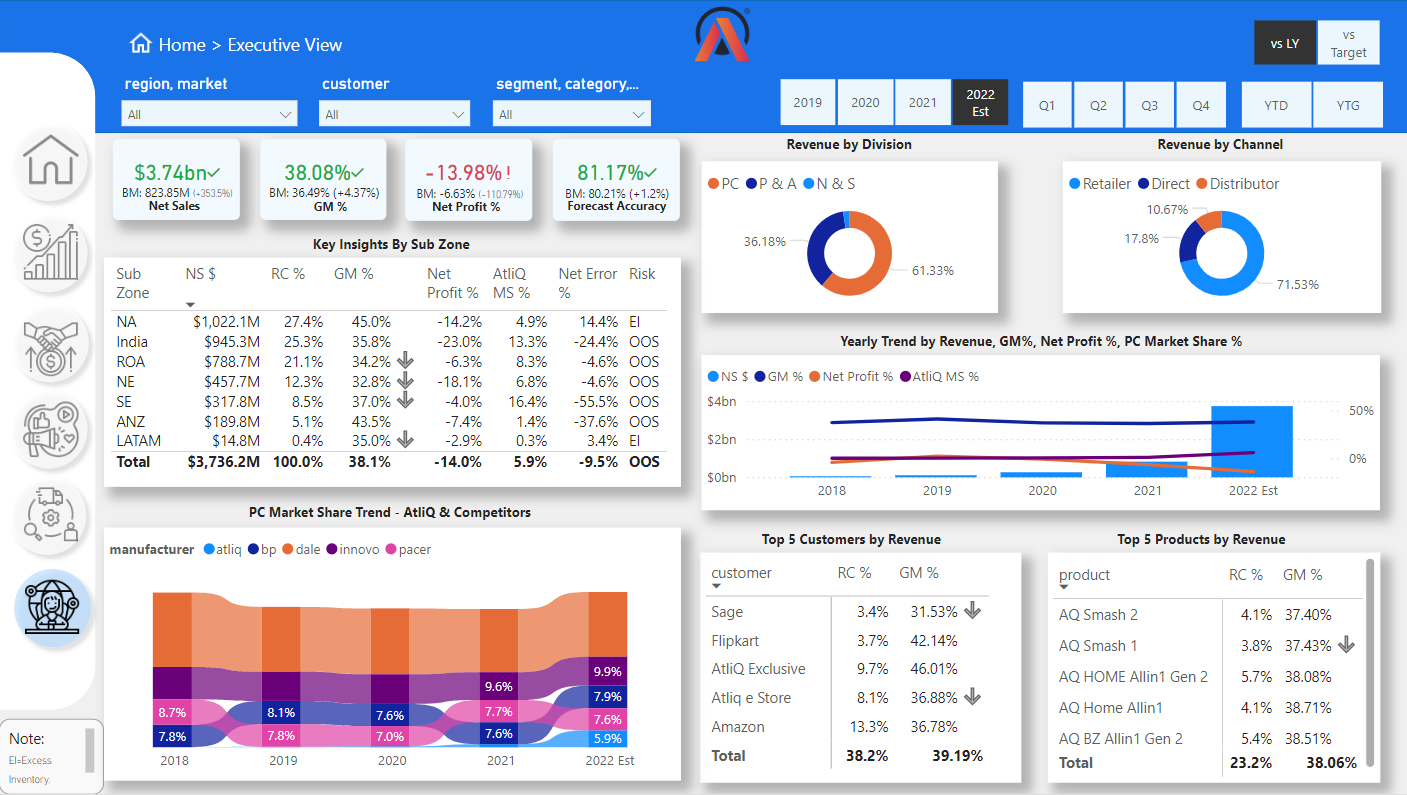 Home > Executive View
vs LY
vs
Target
region, market
customer
segment, category,...
All
All
All
2019
2020
2021
2022
Est
Q1
Q2
Q3
Q4
YTD
YTG
$3.74bn
BM: 823.85M (+353.5%)
Net Sales
38.08%
BM: 36.49% (+4.37%)
GM %
-13.98% !
BM: -6.63% (-110.79%)
Net Profit %
81.17%
BM: 80.21% (+1.2%)
Forecast Accuracy
Revenue by Division
PC P & A N & S
36.18%
61.33%
Revenue by Channel
Retailer Direct Distributor
10.67%
17.8%
71.53%
Key Insights By Sub Zone
Sub Zone NS $ RC % GM % Net Profit % AtliQ MS % Net Error % Risk
NA $1,022.1M 27.4% 45.0% -14.2% 4.9% 14.4% EI
India $945.3M 25.3% 35.8% -23.0% 13.3% -24.4% OOS
ROA $788.7M 21.1% 34.2% -6.3% 8.3% -4.6% OOS
NE $457.7M 12.3% 32.8% -18.1% 6.8% -4.6% OOS
SE $317.8M 8.5% 37.0% -4.0% 16.4% -55.5% OOS
ANZ $189.8M 5.1% 43.5% -7.4% 1.4% -37.6% OOS
LATAM $14.8M 0.4% 35.0% -2.9% 0.3% 3.4% EI
Total $3,736.2M 100.0% 38.1% -14.0% 5.9% -9.5% OOS
Yearly Trend by Revenue, GM%, Net Profit %, PC Market Share %
NS $ GM % Net Profit % AtliQ MS %
$4bn
$2bn
$0bn
50%
0%
2018 2019 2020 2021 2022 Est
PC Market Share Trend - AtliQ & Competitors
manufacturer atliq bp dale innovo pacer
8.7%
7.8%
8.1%
7.8%
7.6%
7.0%
9.6%
7.7%
7.6%
9.9%
7.9%
7.6%
5.9%
2018 2019 2020 2021 2022 Est
Top 5 Customers by Revenue
customer RC % GM %
Sage 3.4% 31.53%
Flipkart 3.7% 42.14%
AtliQ Exclusive 9.7% 46.01%
Atliq e Store 8.1% 36.88%
Amazon 13.3% 36.78%
Total 38.2% 39.19%
Top 5 Products by Revenue
product RC % GM %
AQ Smash 2 4.1% 37.40%
AQ Smash 1 3.8% 37.43%
AQ HOME Allin1 Gen 2 5.7% 38.08%
AQ Home Allin1 4.1% 38.71%
AQ BZ Allin1 Gen 2 5.4% 38.51%
Total 23.2% 38.06%
Note:
EI=Excess
Inventory.